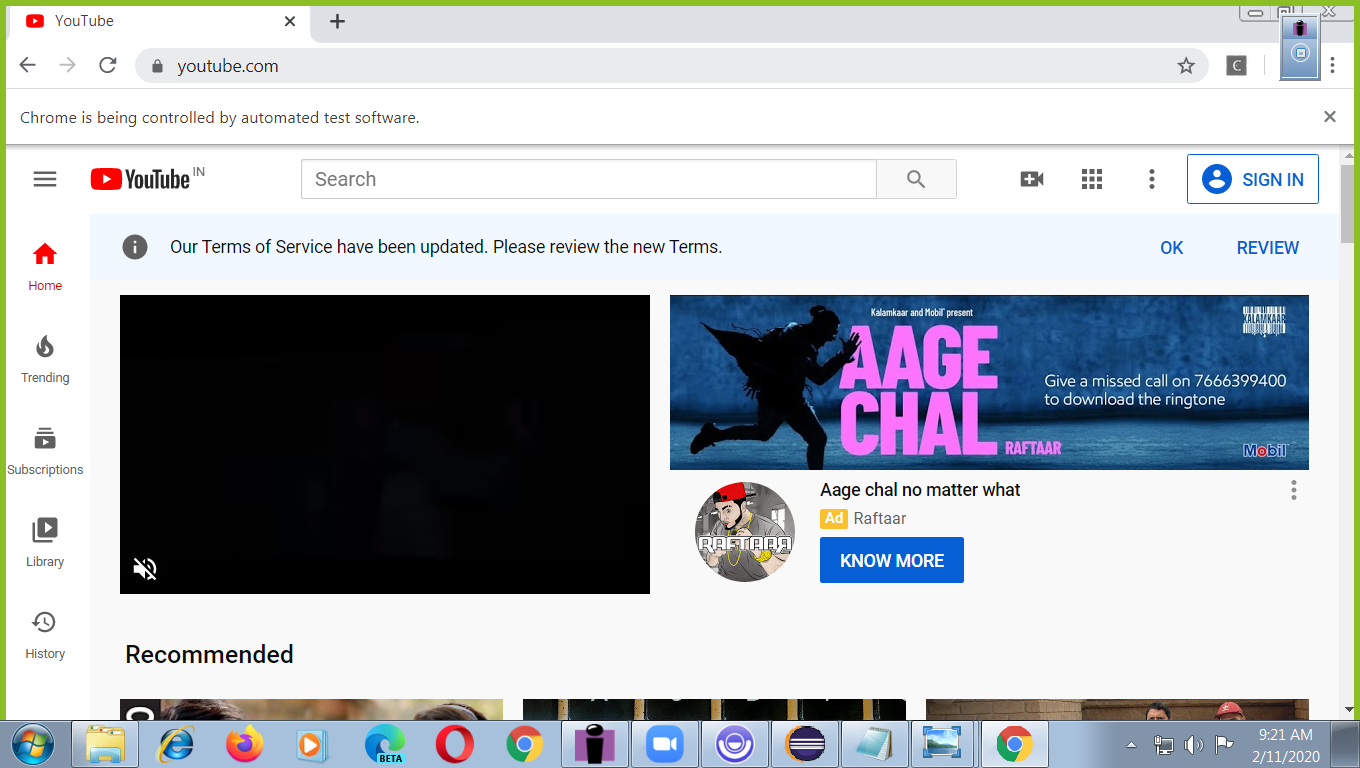 YouTube
youtube.com
C
Chrome is being controlled by automated test software.
YouTube IN
Search
SIGN IN
Our Terms of Service have been updated. Please review the new Terms.
OK
REVIEW
Home
Trending
Subscriptions
Library
History
Kalamkaar and Mobil present
KALAMKAAR
AAGE
CHAL
RAFTAAR
Give a missed call on 7666399400
to download the ringtone
Mobil
RAFTAAR
Aage chal no matter what
Ad Raftaar
KNOW MORE
Recommended
BETA
9:21 AM
2/11/2020